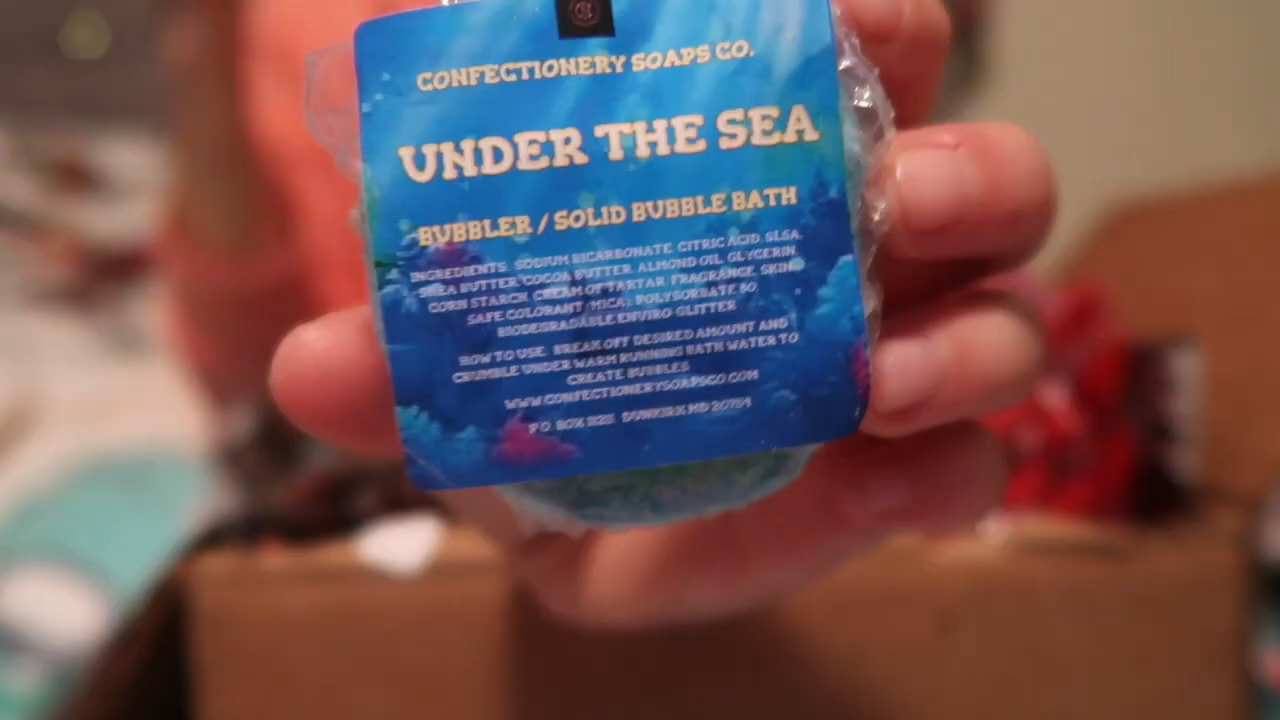 CONFECTIONERY SOAPS CO.
UNDER THE SEA
BUBBLER / SOLID BUBBLE BATH
INGREDIENTS: SODIUM BICARBONATE, CITRIC ACID, SLSA,
SHEA BUTTER, COCOA BUTTER, ALMOND OIL, GLYCERIN,
CORN STARCH, CREAM OF TARTAR, FRAGRANCE, SKIN
SAFE COLORANT (MICA), POLYSORBATE 80,
BIODEGRADABLE ENVIRO GLITTER
HOW TO USE: BREAK OFF DESIRED AMOUNT AND
CRUMBLE UNDER WARM RUNNING BATH WATER TO
CREATE BUBBLES
WWW.CONFECTIONERYSOAPSCO.COM
P.O. BOX DUNKIRK MD 20754